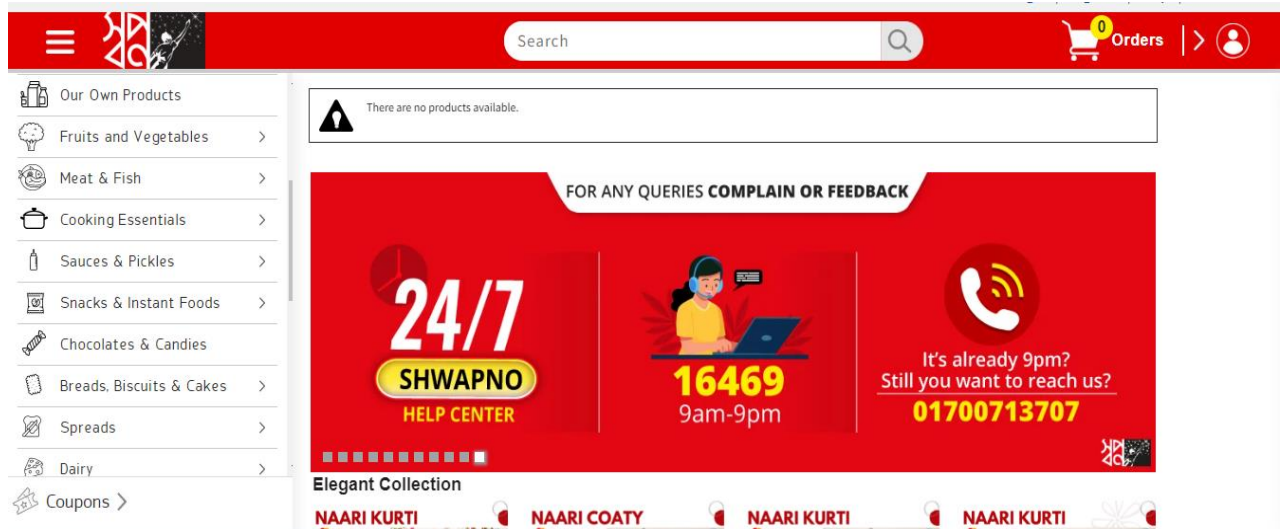 স্বপ্ন
Search
0
Orders
Our Own Products
Fruits and Vegetables
Meat & Fish
Cooking Essentials
Sauces & Pickles
Snacks & Instant Foods
Chocolates & Candies
Breads, Biscuits & Cakes
Spreads
Dairy
Coupons
There are no products available.
FOR ANY QUERIES COMPLAIN OR FEEDBACK
24/7
SHWAPNO
HELP CENTER
16469
9am-9pm
It's already 9pm?
Still you want to reach us?
01700713707
স্বপ্ন
Elegant Collection
NAARI KURTI
NAARI COATY
NAARI KURTI
NAARI KURTI